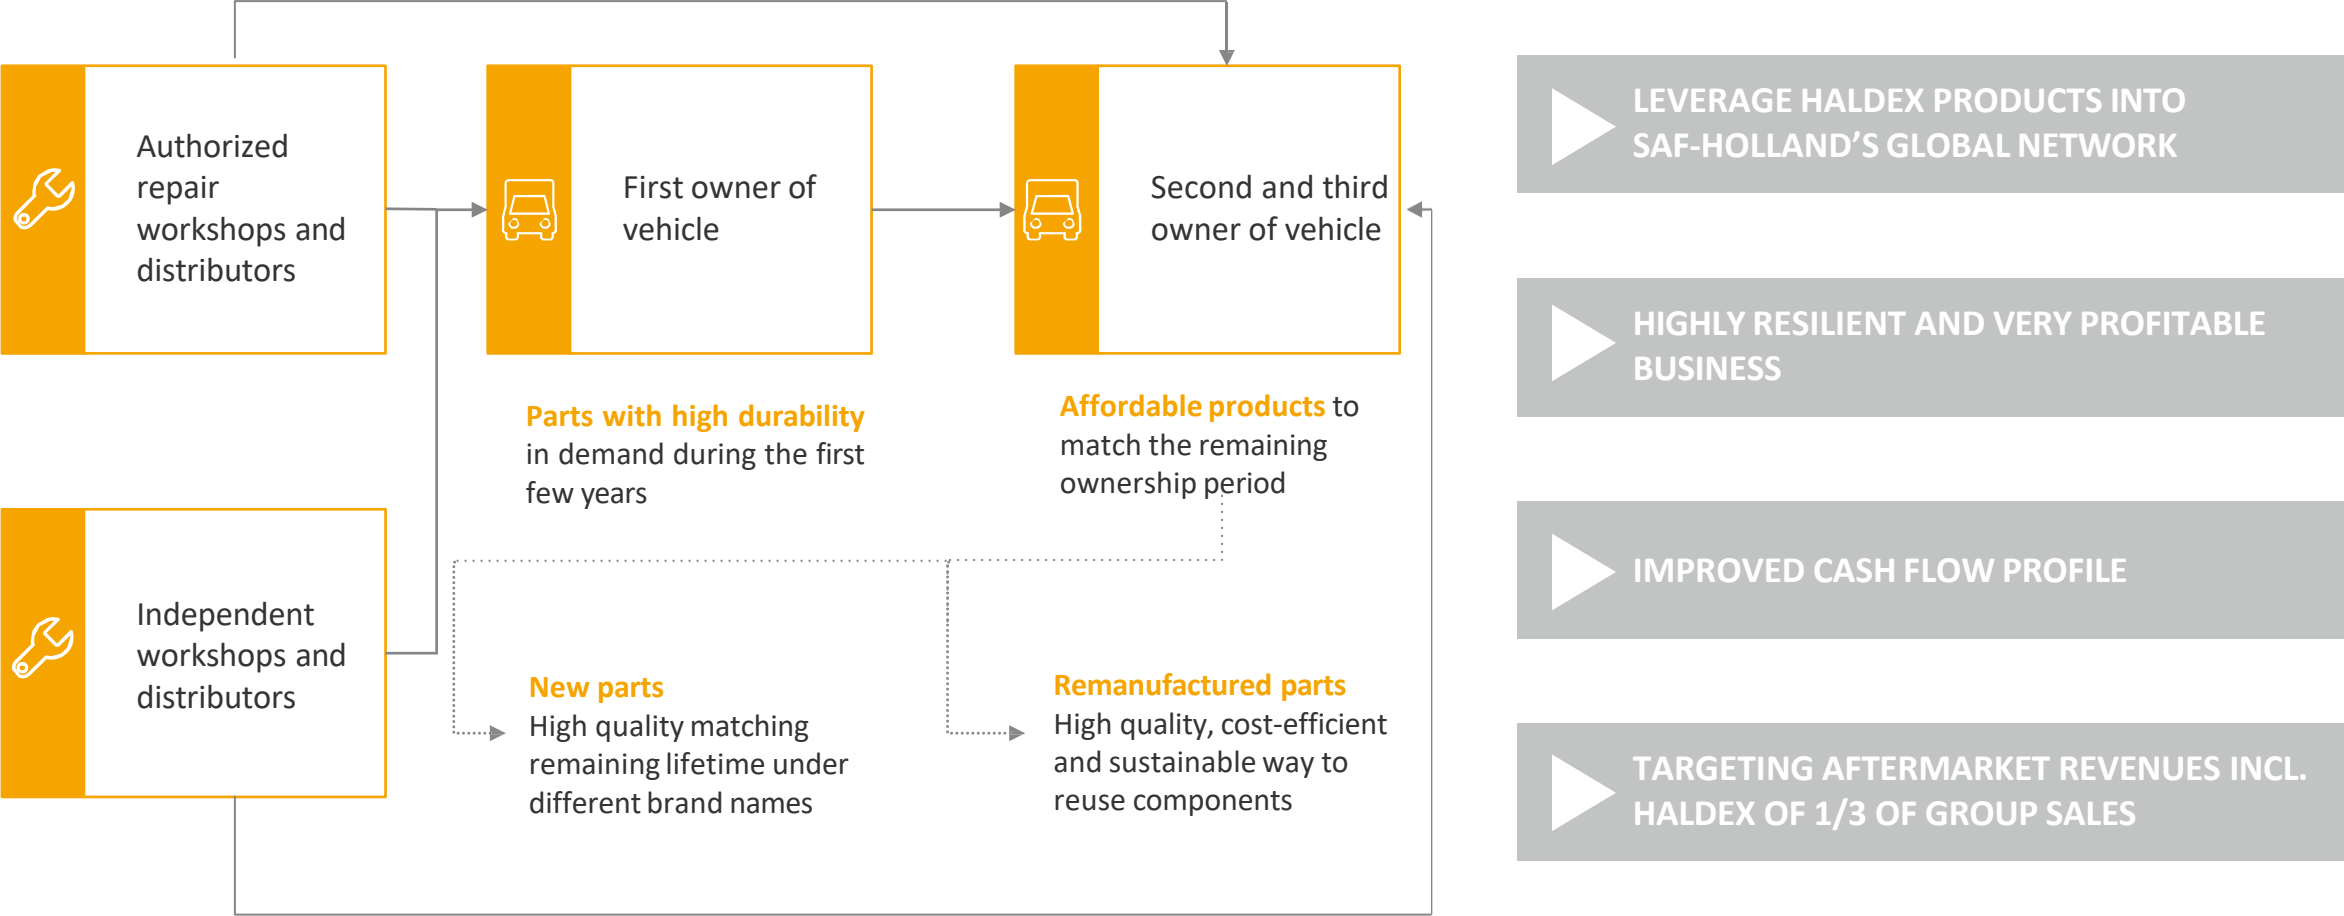 Authorized
repair
workshops and
distributors
First owner of
vehicle
Second and third
owner of vehicle
Parts with high durability
in demand during the first
few years
Affordable products to
match the remaining
ownership period
Independent
workshops and
distributors
New parts
High quality matching
remaining lifetime under
different brand names
Remanufactured parts
High quality, cost-efficient
and sustainable way to
reuse components
LEVERAGE HALDEX PRODUCTS INTO
SAF-HOLLAND’S GLOBAL NETWORK
HIGHLY RESILIENT AND VERY PROFITABLE
BUSINESS
IMPROVED CASH FLOW PROFILE
TARGETING AFTERMARKET REVENUES INCL.
HALDEX OF 1/3 OF GROUP SALES